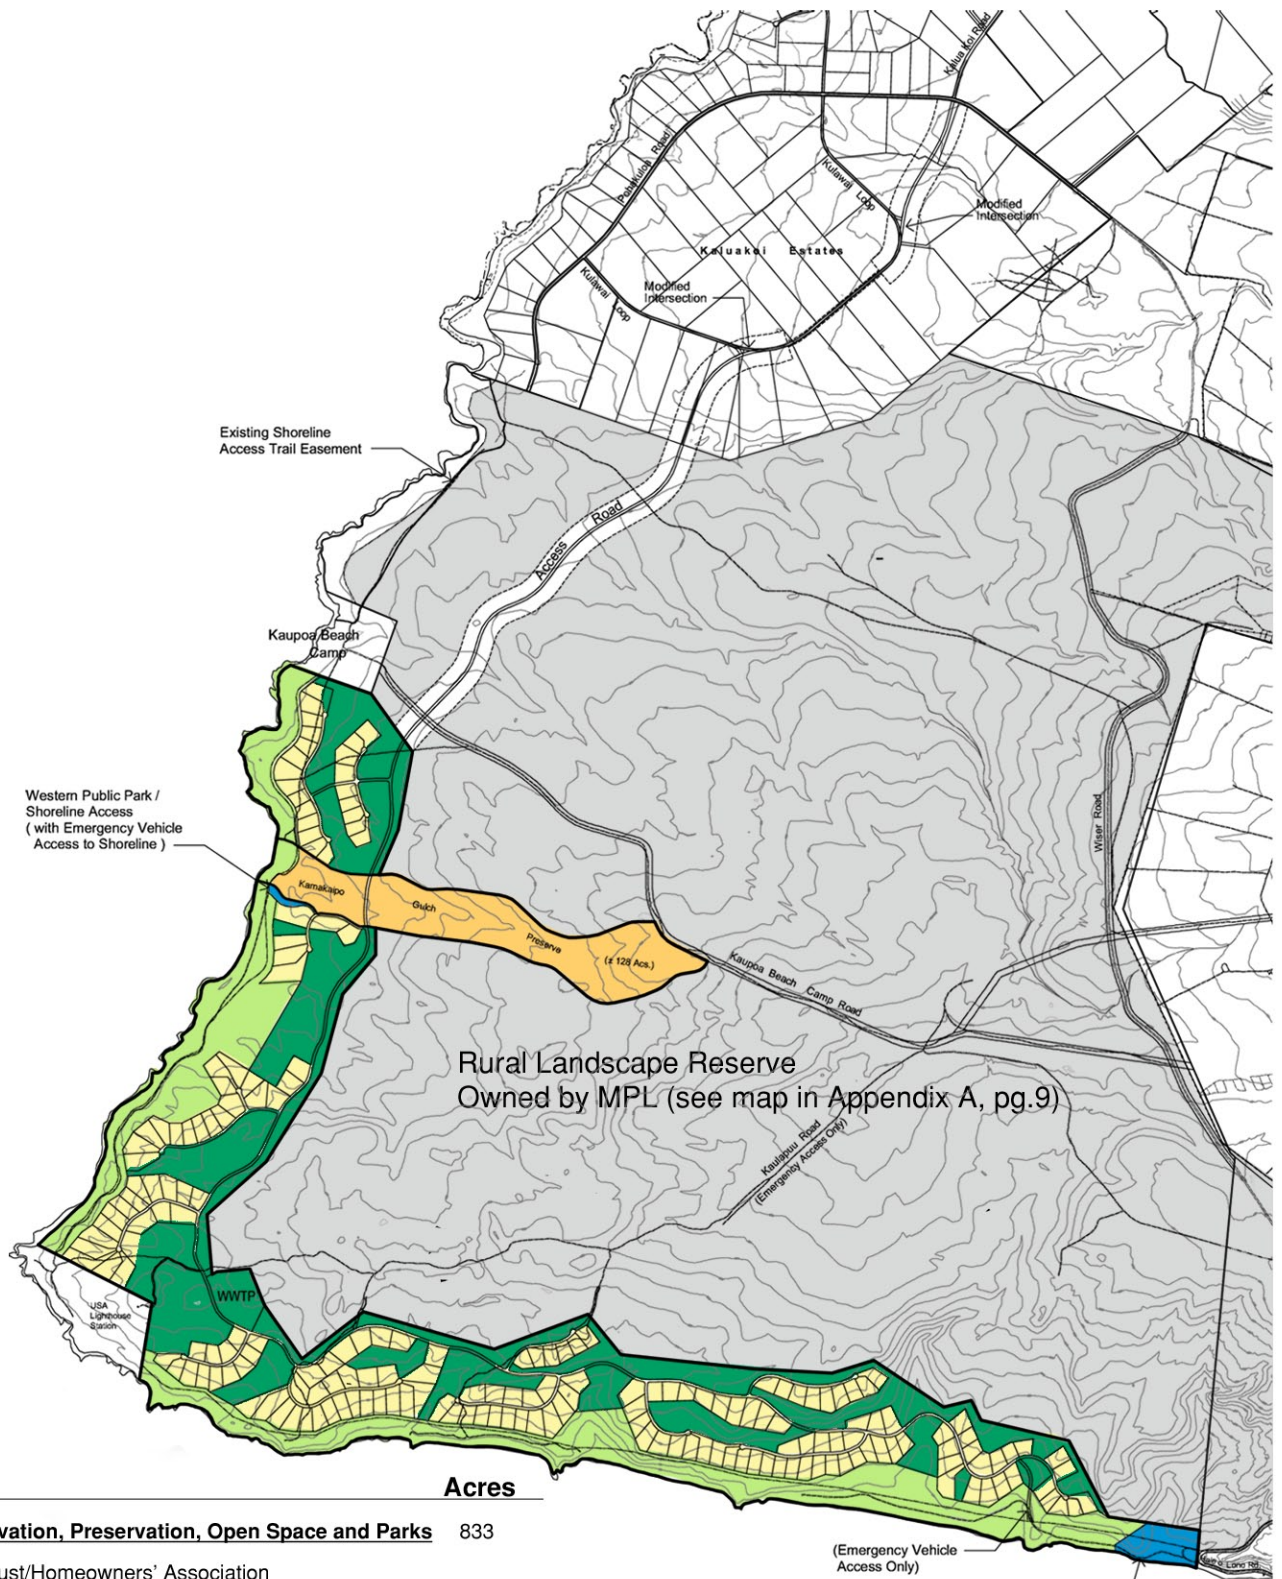 Kalua Koi Road
Pohakuloa Road
Kulawai Loop
Modified
Intersection
Kaluakoi Estates
Kulawai Loop
Modified
Intersection
Existing Shoreline
Access Trail Easement
Access Road
Kaupoa Beach
Camp
Western Public Park /
Shoreline Access
( with Emergency Vehicle
Access to Shoreline )
Wiser Road
Kamakaipo Gulch Preserve (± 128 Acs.)
Kaupoa Beach Camp Road
Rural Landscape Reserve
Owned by MPL (see map in Appendix A, pg.9)
Kaulapuu Road
(Emergency Access Only)
WWTP
USA
Lighthouse
Station
Acres
vation, Preservation, Open Space and Parks 833
ust/Homeowners' Association
(Emergency Vehicle
Access Only)